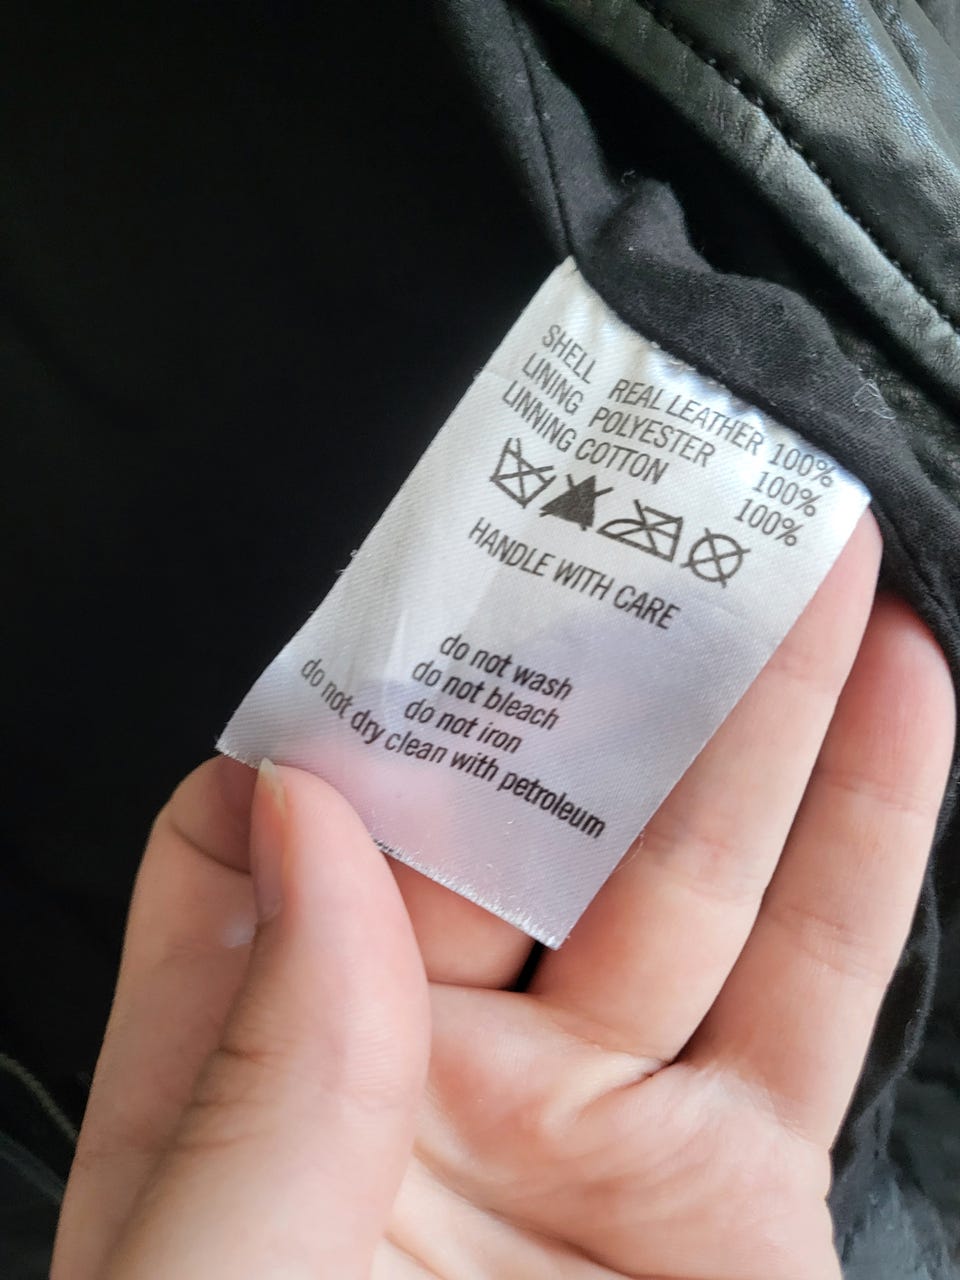 SHELL REAL LEATHER 100%
LINING POLYESTER 100%
LINNING COTTON 100%
HANDLE WITH CARE
do not wash
do not bleach
do not iron
do not dry clean with petroleum